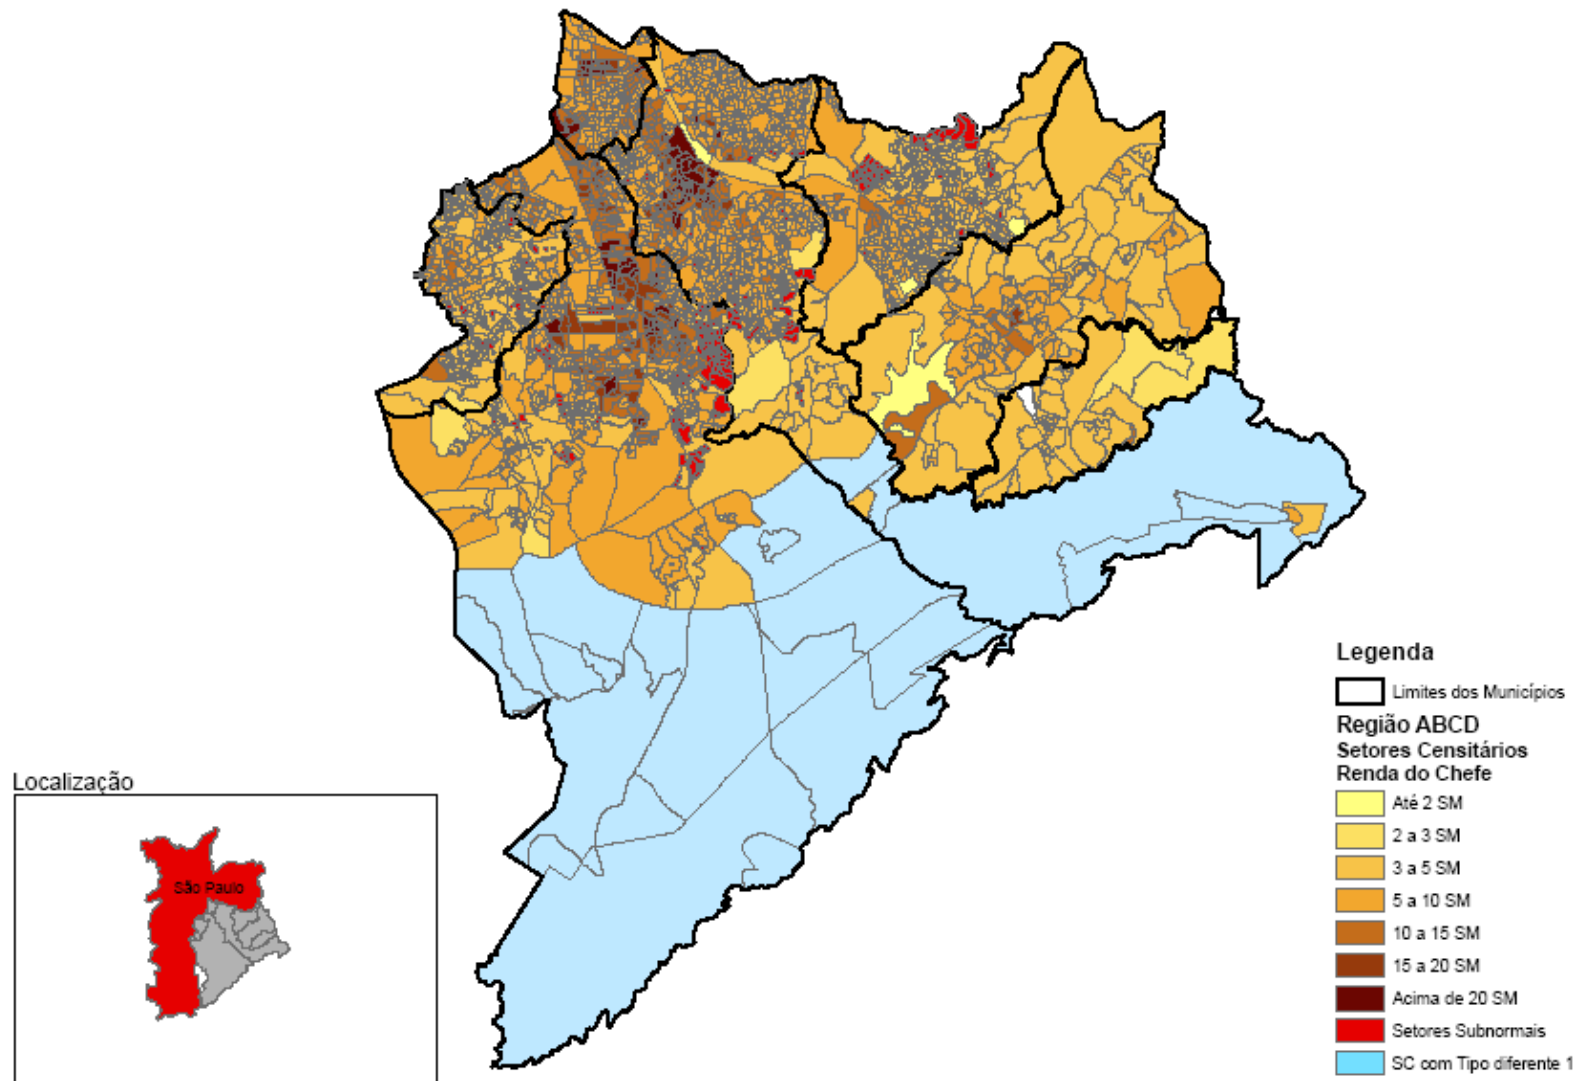 Legenda
Limites dos Municípios
Região ABCD
Setores Censitários
Renda do Chefe
Até 2 SM
2 a 3 SM
3 a 5 SM
5 a 10 SM
10 a 15 SM
15 a 20 SM
Acima de 20 SM
Setores Subnormais
SC com Tipo diferente 1
Localização
São Paulo